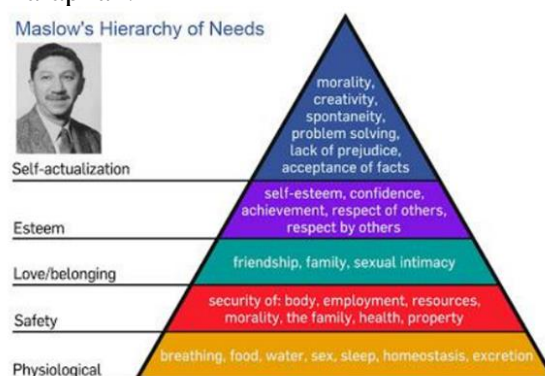 Maslow's Hierarchy of Needs
morality,
creativity,
spontaneity,
problem solving,
lack of prejudice,
acceptance of facts
Self-actualization
self-esteem, confidence,
achievement, respect of others,
respect by others
Esteem
friendship, family, sexual intimacy
Love/belonging
security of: body, employment, resources,
morality, the family, health, property
Safety
breathing, food, water, sex, sleep, homeostasis, excretion
Physiological